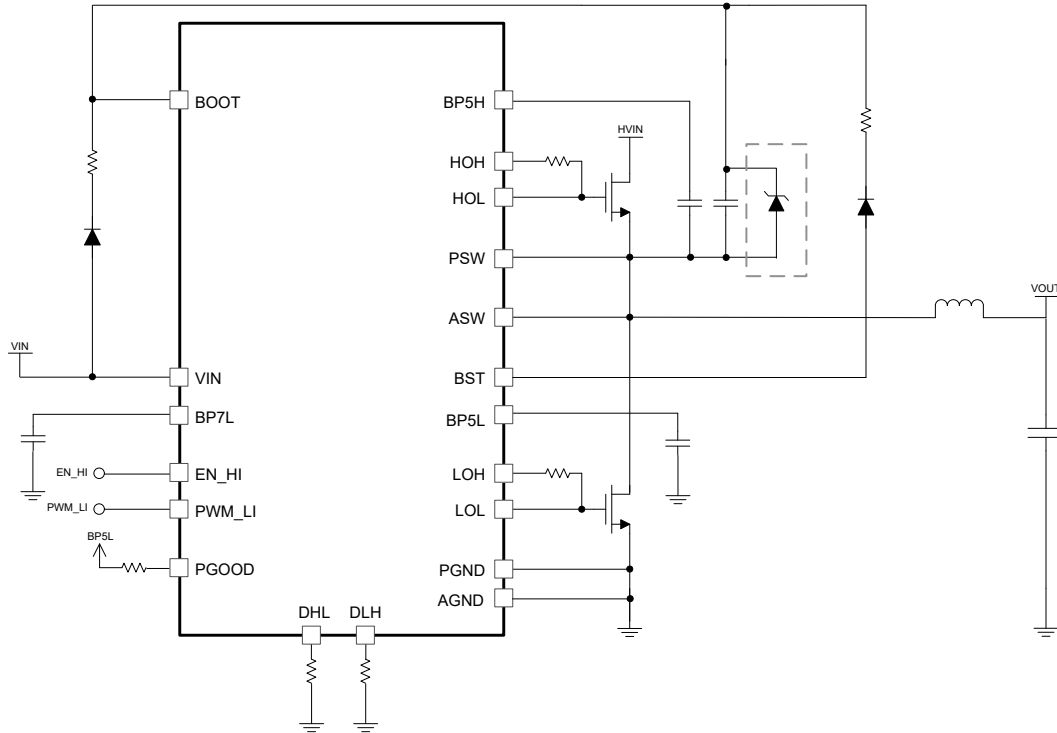 BOOT
BP5H
HVIN
HOH
HOL
PSW
ASW
VOUT
VIN
VIN
BST
BP7L
BP5L
EN_HI
EN_HI
LOH
PWM_LI
PWM_LI
LOL
BP5L
PGOOD
PGND
AGND
DHL
DLH